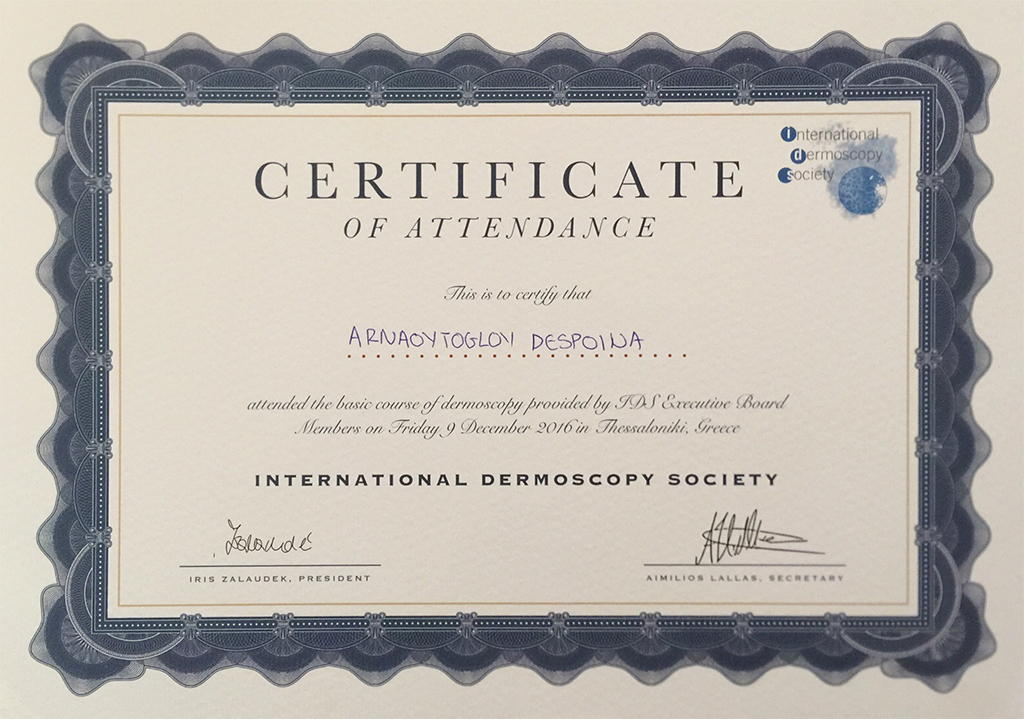 international
dermoscopy
society
CERTIFICATE
OF ATTENDANCE
This is to certify that
ARNAOYTOGLOY DESPOINA
attended the basic course of dermoscopy provided by IDS Executive Board
Members on Friday 9 December 2016 in Thessaloniki, Greece
INTERNATIONAL DERMOSCOPY SOCIETY
IRIS ZALAUDEK, PRESIDENT
AIMILIOS LALLAS, SECRETARY